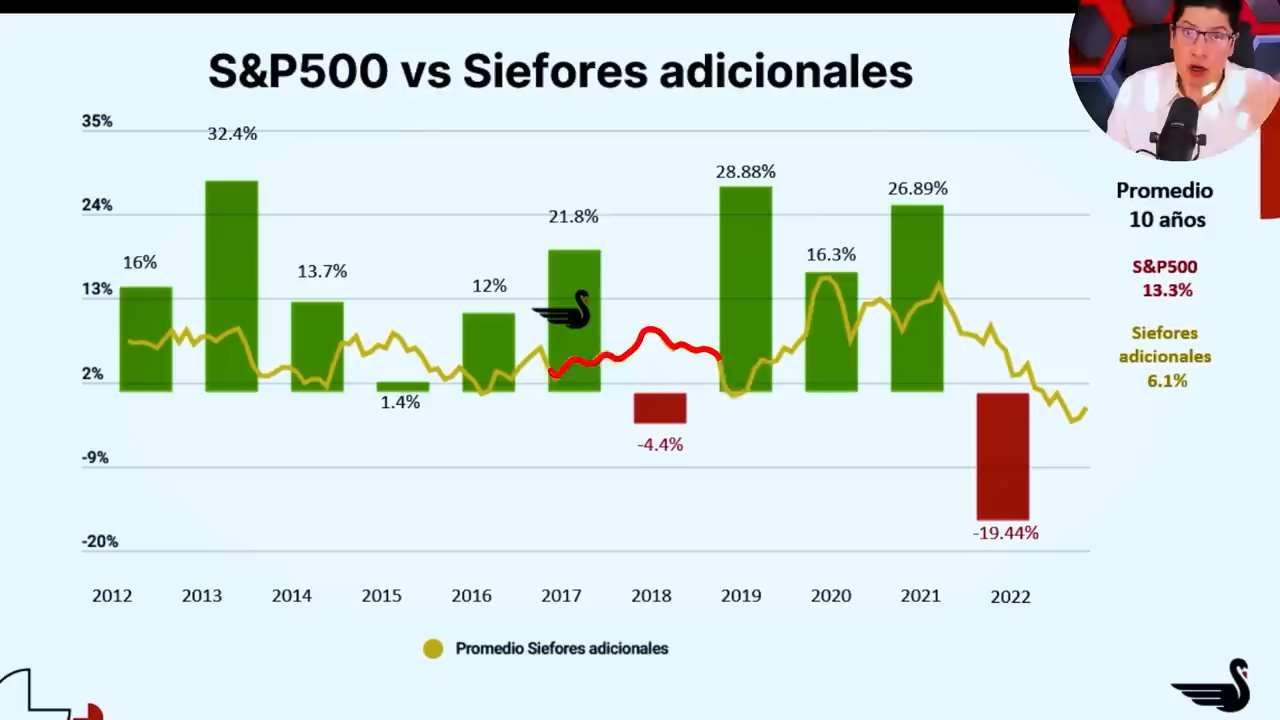 S&P500 vs Siefores adicionales
35%
32.4%
28.88%
26.89%
24%
21.8%
16%
13.7%
16.3%
13%
12%
2%
1.4%
-4.4%
-9%
-19.44%
-20%
2012 2013 2014 2015 2016 2017 2018 2019 2020 2021 2022
Promedio Siefores adicionales
Promedio
10 años
S&P500
13.3%
Siefores
adicionales
6.1%